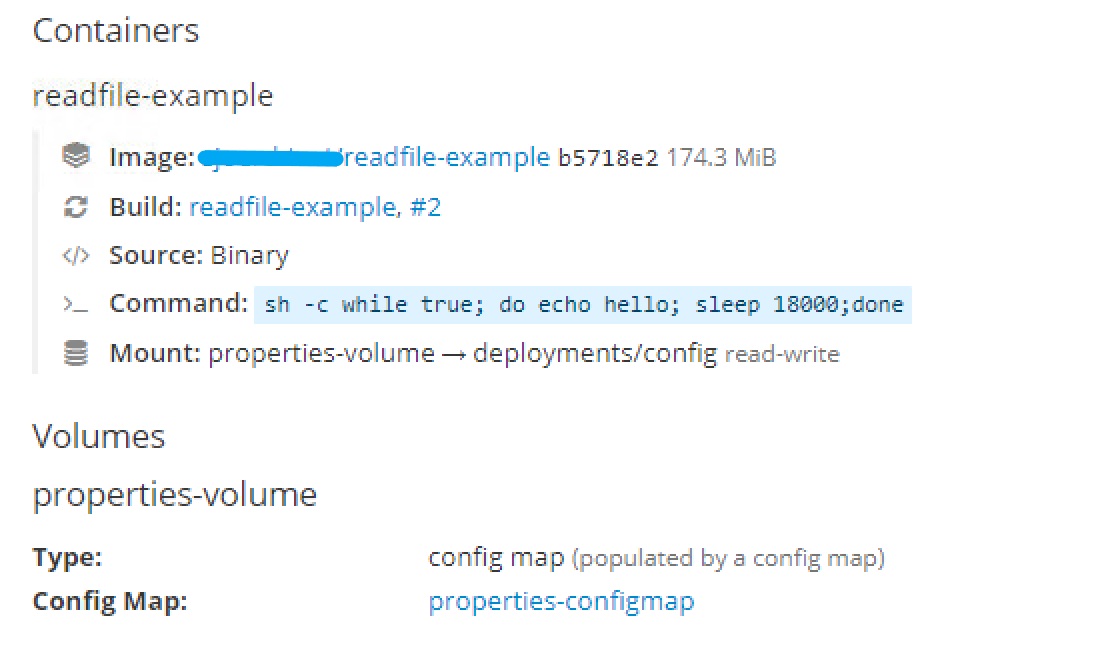 Containers
readfile-example
Image: /readfile-example b5718e2 174.3 MiB
Build: readfile-example, #2
Source: Binary
Command: sh -c while true; do echo hello; sleep 18000;done
Mount: properties-volume → deployments/config read-write
Volumes
properties-volume
Type: config map (populated by a config map)
Config Map: properties-configmap